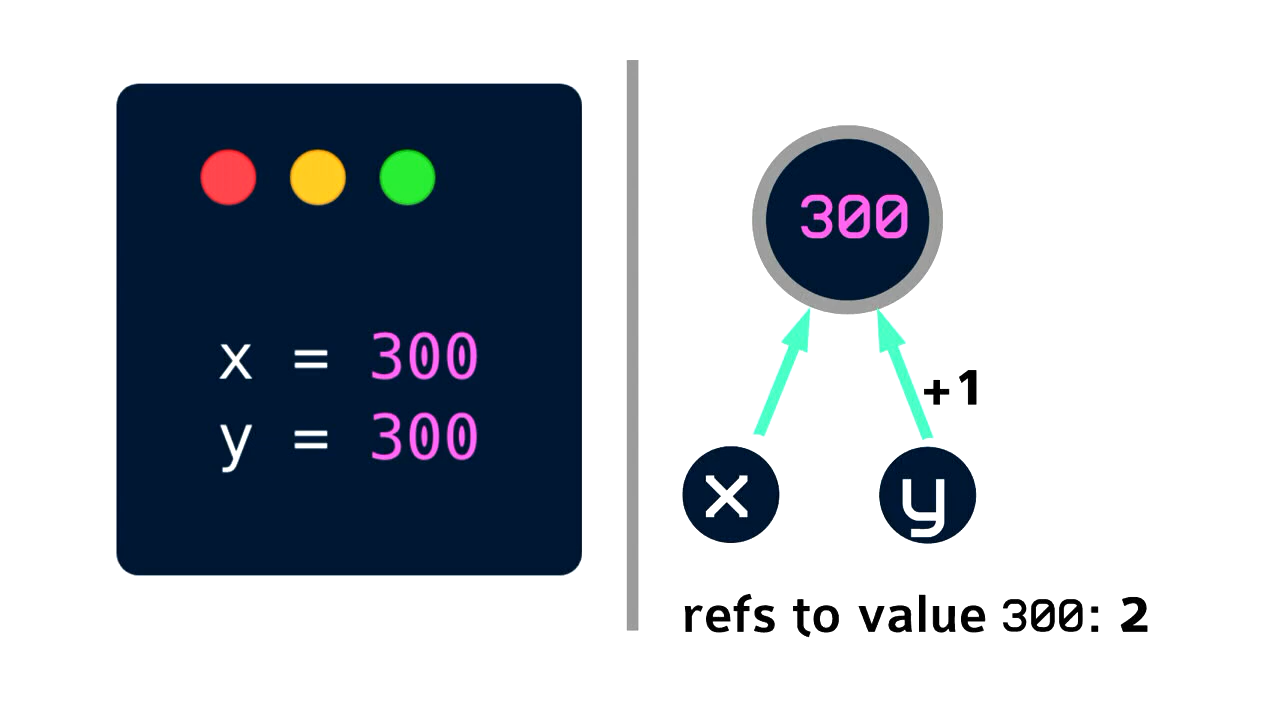 x = 300
y = 300
300
+1
x
y
refs to value 300: 2